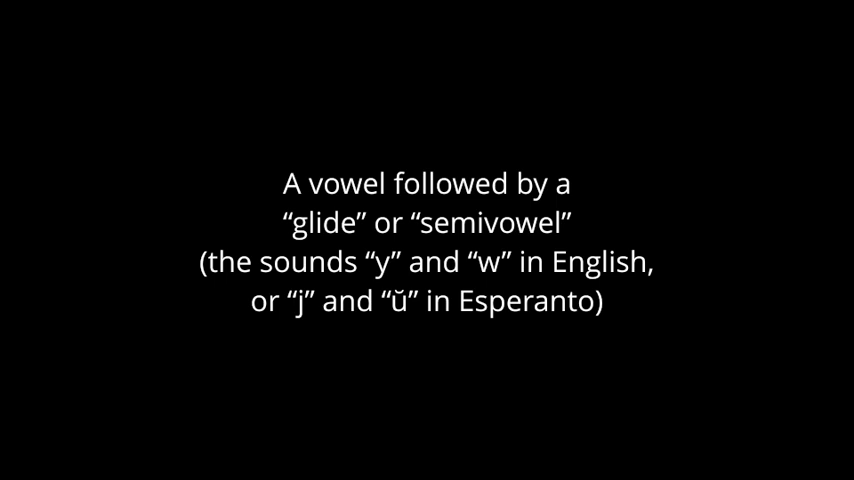 A vowel followed by a
“glide” or “semivowel”
(the sounds “y” and “w” in English,
or “j” and “ŭ” in Esperanto)